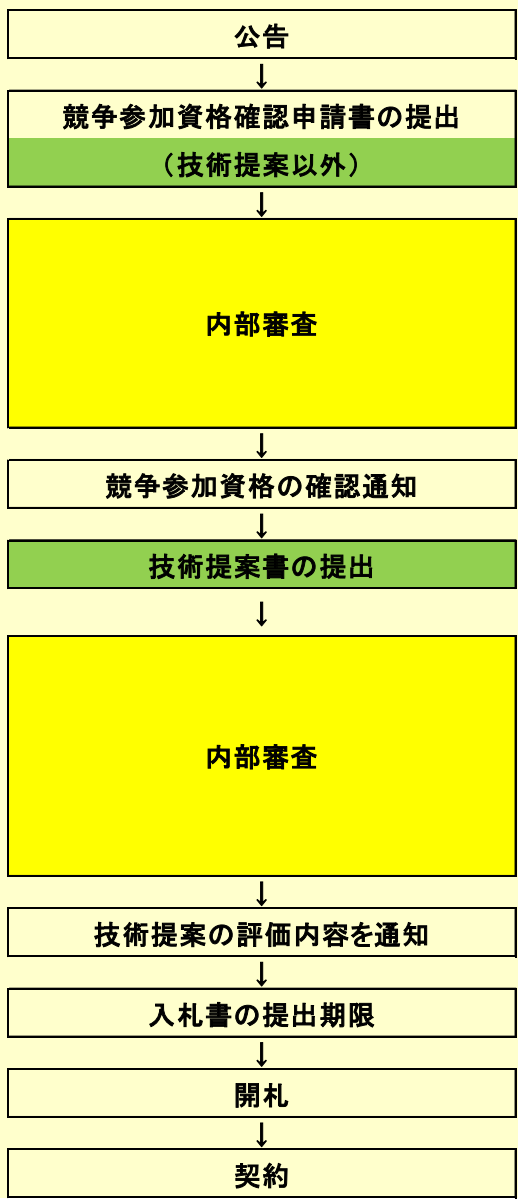 公告
↓
競争参加資格確認申請書の提出
（技術提案以外）
↓
内部審査
↓
競争参加資格の確認通知
↓
技術提案書の提出
↓
内部審査
↓
技術提案の評価内容を通知
↓
入札書の提出期限
↓
開札
↓
契約